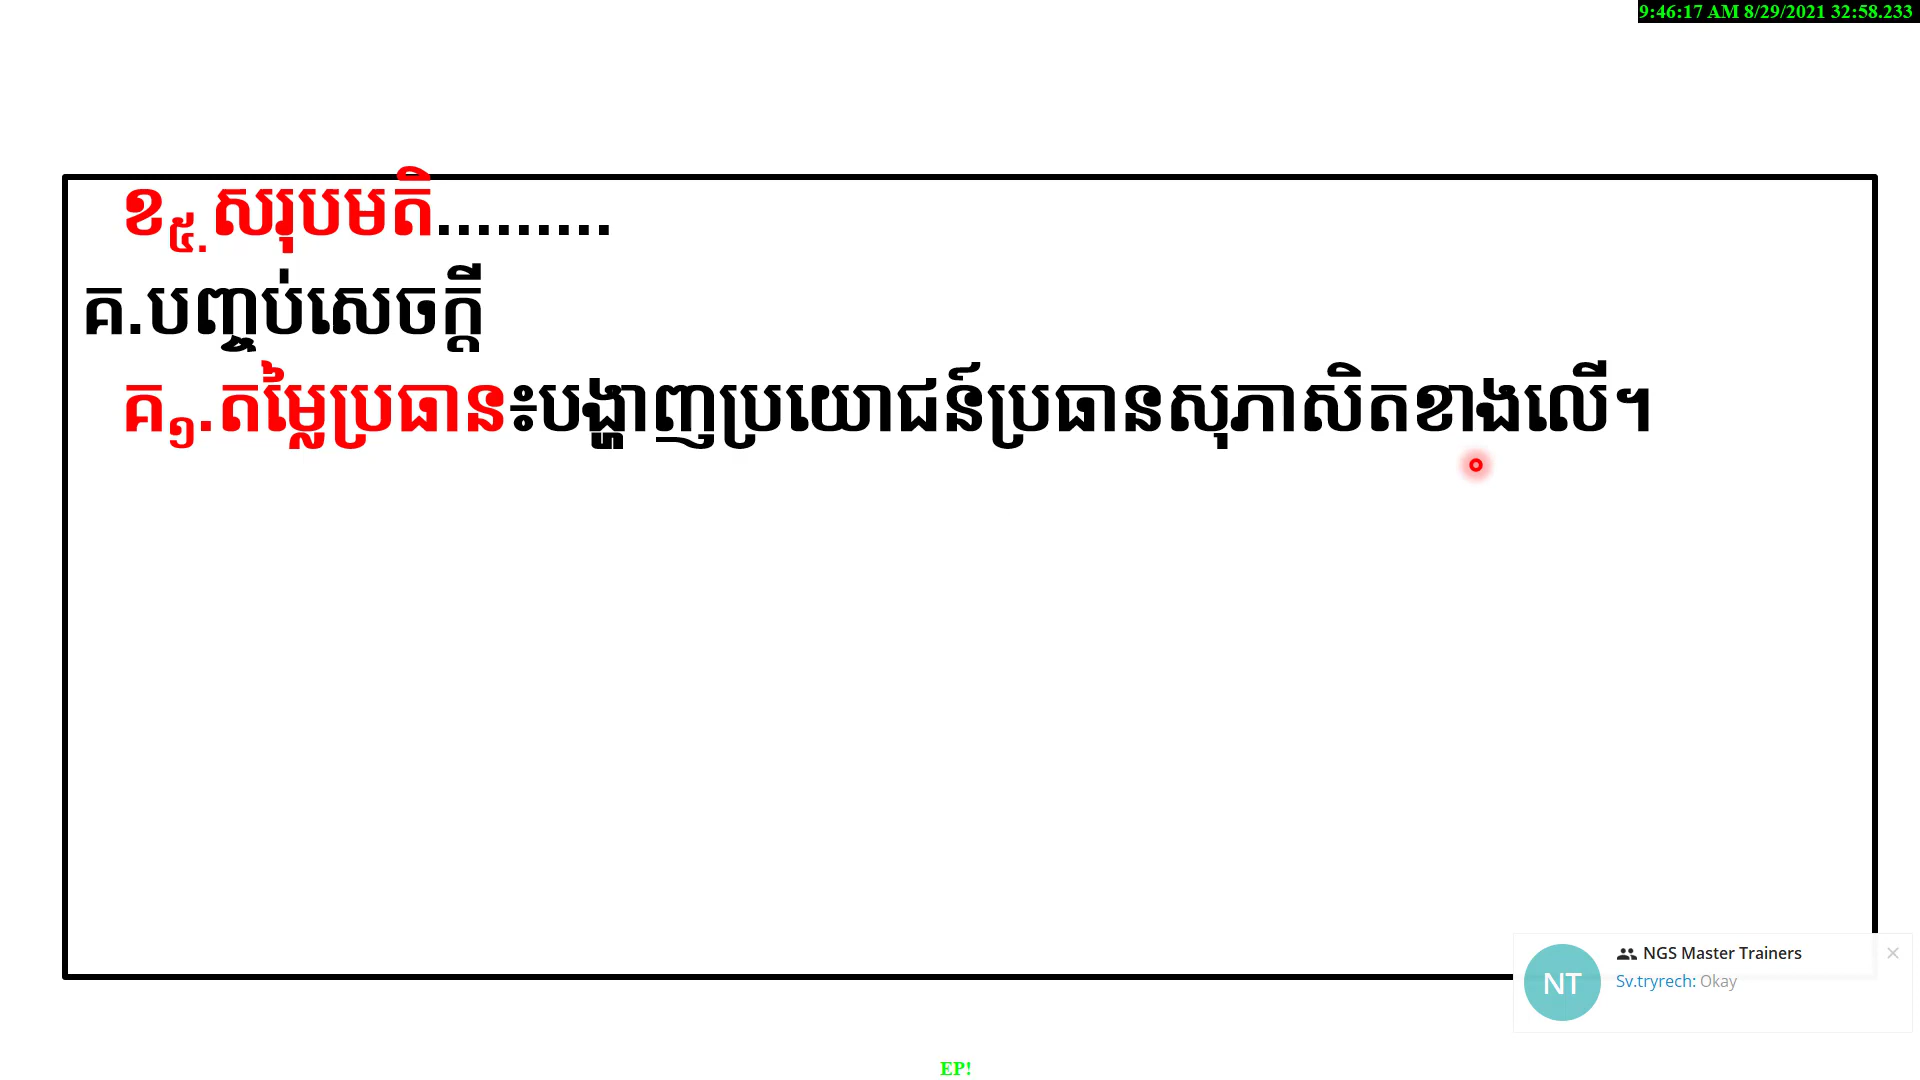 9:46:17 AM 8/29/2021 32:58.233
ខ៥.សរុបមតិ.........
គ.បញ្ចប់សេចក្តី
គ១.តម្លៃប្រធាន៖បង្ហាញប្រយោជន៍ប្រធានសុភាសិតខាងលើ។
NT
NGS Master Trainers
Sv.tryrech: Okay
EP!